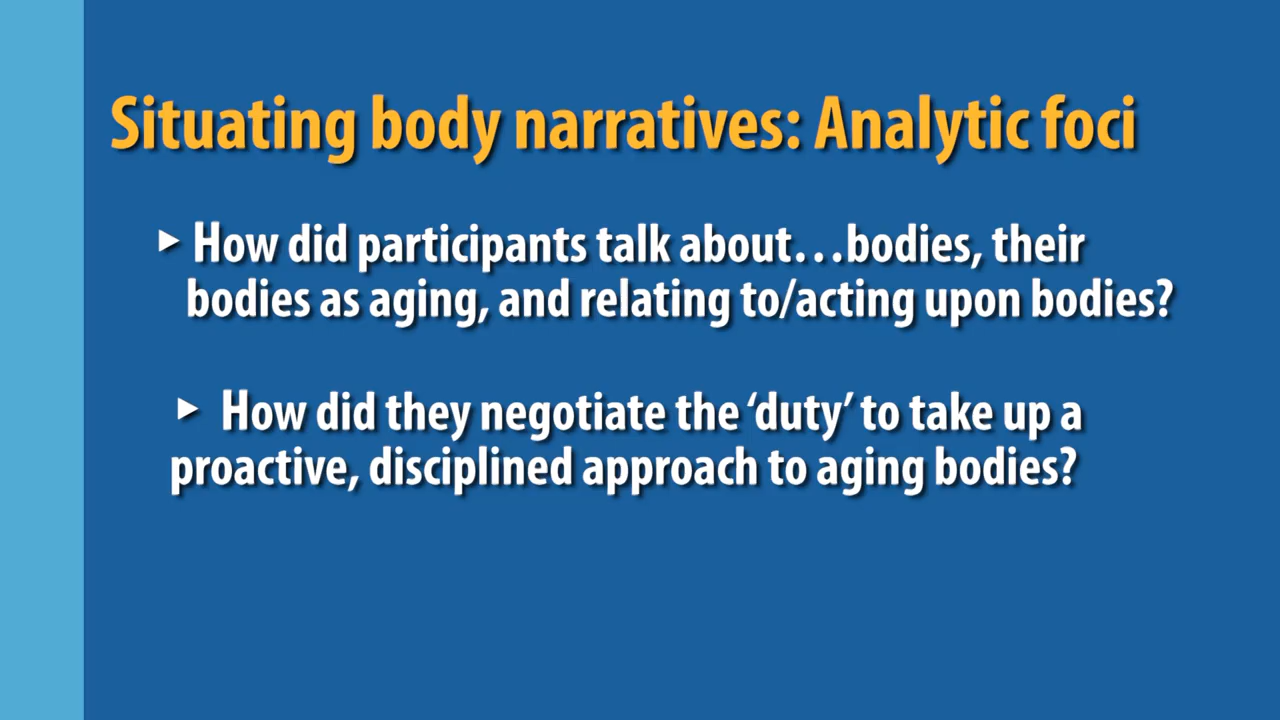 Situating body narratives: Analytic foci
▸ How did participants talk about…bodies, their
bodies as aging, and relating to/acting upon bodies?
▸ How did they negotiate the ‘duty’ to take up a
proactive, disciplined approach to aging bodies?